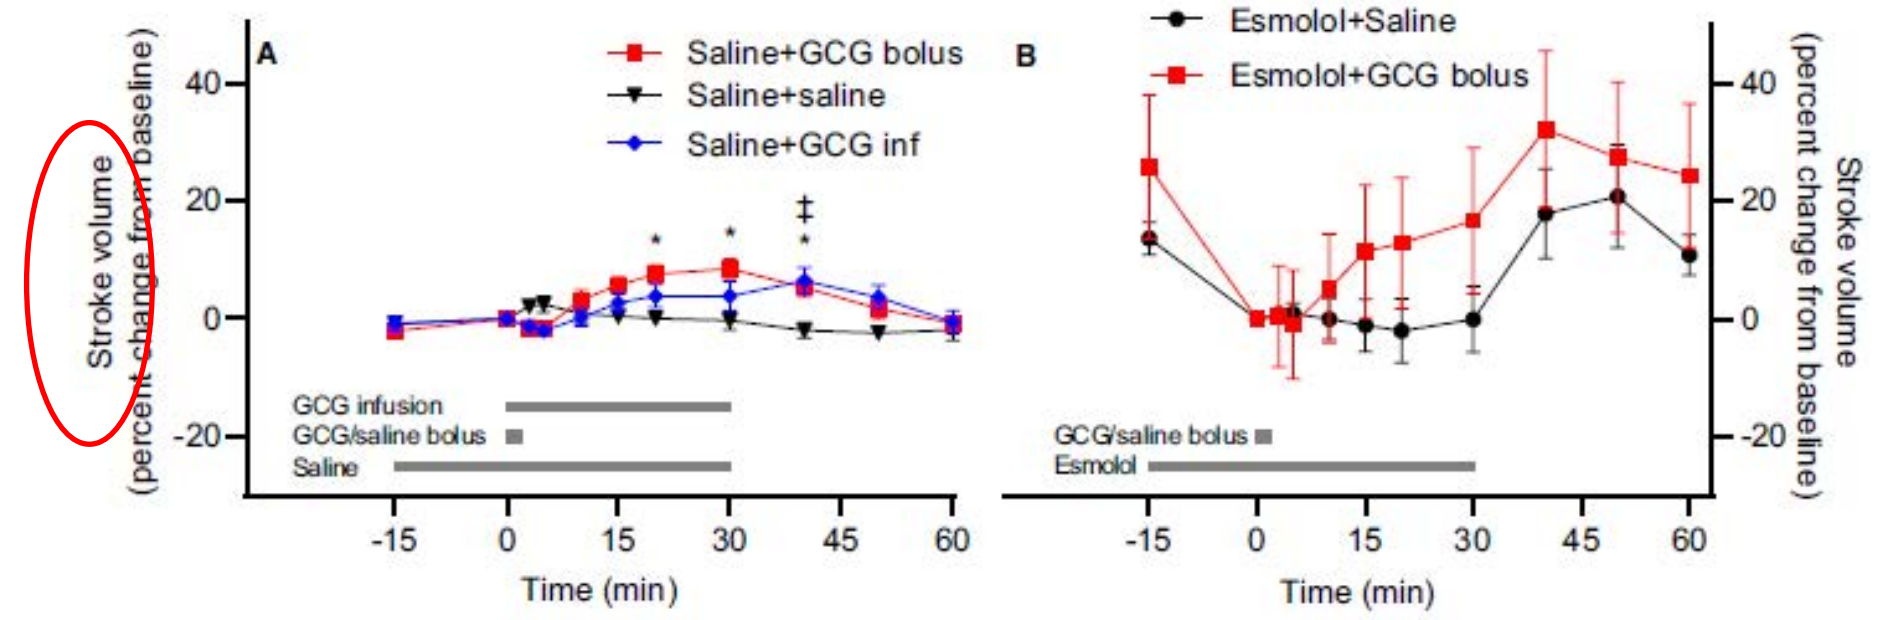 A
Saline+GCG bolus
Saline+saline
Saline+GCG inf
Stroke volume
(percent change from baseline)
40
20
0
-20
*
*
‡
*
GCG infusion
GCG/saline bolus
Saline
-15 0 15 30 45 60
Time (min)
B
Esmolol+Saline
Esmolol+GCG bolus
40
20
0
-20
Stroke volume
(percent change from baseline)
GCG/saline bolus
Esmolol
-15 0 15 30 45 60
Time (min)